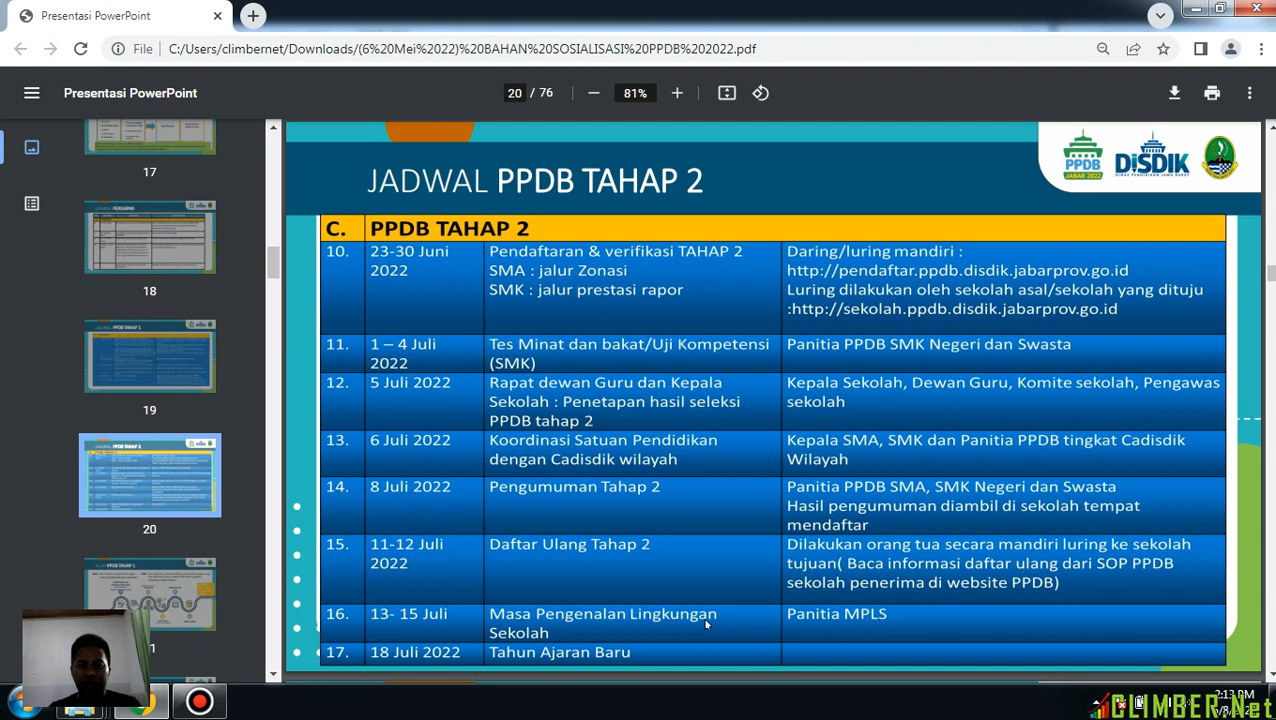 Presentasi PowerPoint
File
C:/Users/climbernet/Downloads/(6%20Mei%2022)%20BAHAN%20SOSIALISASI%20PPDB%202022.pdf
Presentasi PowerPoint
20 / 76
81%
17
18
19
20
JADWAL PPDB TAHAP 2
PPDB
JABAR 2022
DISDIK
DINAS PENDIDIKAN JAWA BARAT
C. PPDB TAHAP 2
10. 23-30 Juni Pendaftaran & verifikasi TAHAP 2 Daring/luring mandiri :
2022 SMA : jalur Zonasi http://pendaftar.ppdb.disdik.jabarprov.go.id
SMK : jalur prestasi rapor Luring dilakukan oleh sekolah asal/sekolah yang dituju
:http://sekolah.ppdb.disdik.jabarprov.go.id
11. 1 – 4 Juli Tes Minat dan bakat/Uji Kompetensi Panitia PPDB SMK Negeri dan Swasta
2022 (SMK)
12. 5 Juli 2022 Rapat dewan Guru dan Kepala Kepala Sekolah, Dewan Guru, Komite sekolah, Pengawas
Sekolah : Penetapan hasil seleksi sekolah
PPDB tahap 2
13. 6 Juli 2022 Koordinasi Satuan Pendidikan Kepala SMA, SMK dan Panitia PPDB tingkat Cadisdik
dengan Cadisdik wilayah Wilayah
14. 8 Juli 2022 Pengumuman Tahap 2 Panitia PPDB SMA, SMK Negeri dan Swasta
Hasil pengumuman diambil di sekolah tempat
mendaftar
15. 11-12 Juli Daftar Ulang Tahap 2 Dilakukan orang tua secara mandiri luring ke sekolah
2022 tujuan( Baca informasi daftar ulang dari SOP PPDB
sekolah penerima di website PPDB)
16. 13- 15 Juli Masa Pengenalan Lingkungan Panitia MPLS
Sekolah
17. 18 Juli 2022 Tahun Ajaran Baru
CLIMBER.Net